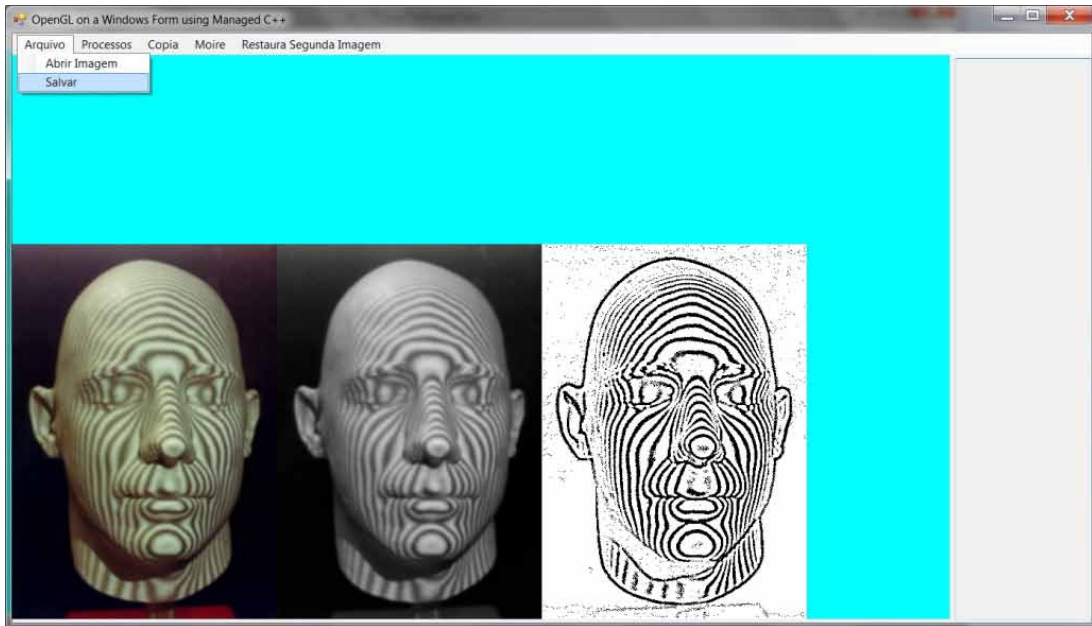 OpenGL on a Windows Form using Managed C++
Arquivo Processos Copia Moire Restaura Segunda Imagem
Abrir Imagem
Salvar